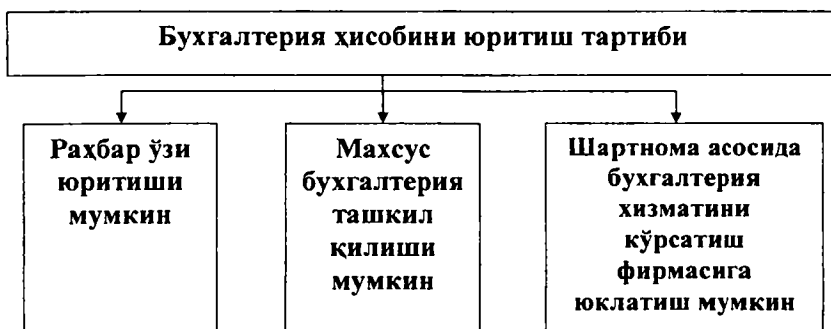 Бухгалтерия ҳисобини юритиш тартиби
Раҳбар ўзи
юритиши
мумкин
Махсус
бухгалтерия
ташкил
қилиши
мумкин
Шартнома асосида
бухгалтерия
хизматини
кўрсатиш
фирмасига
юклатиш мумкин